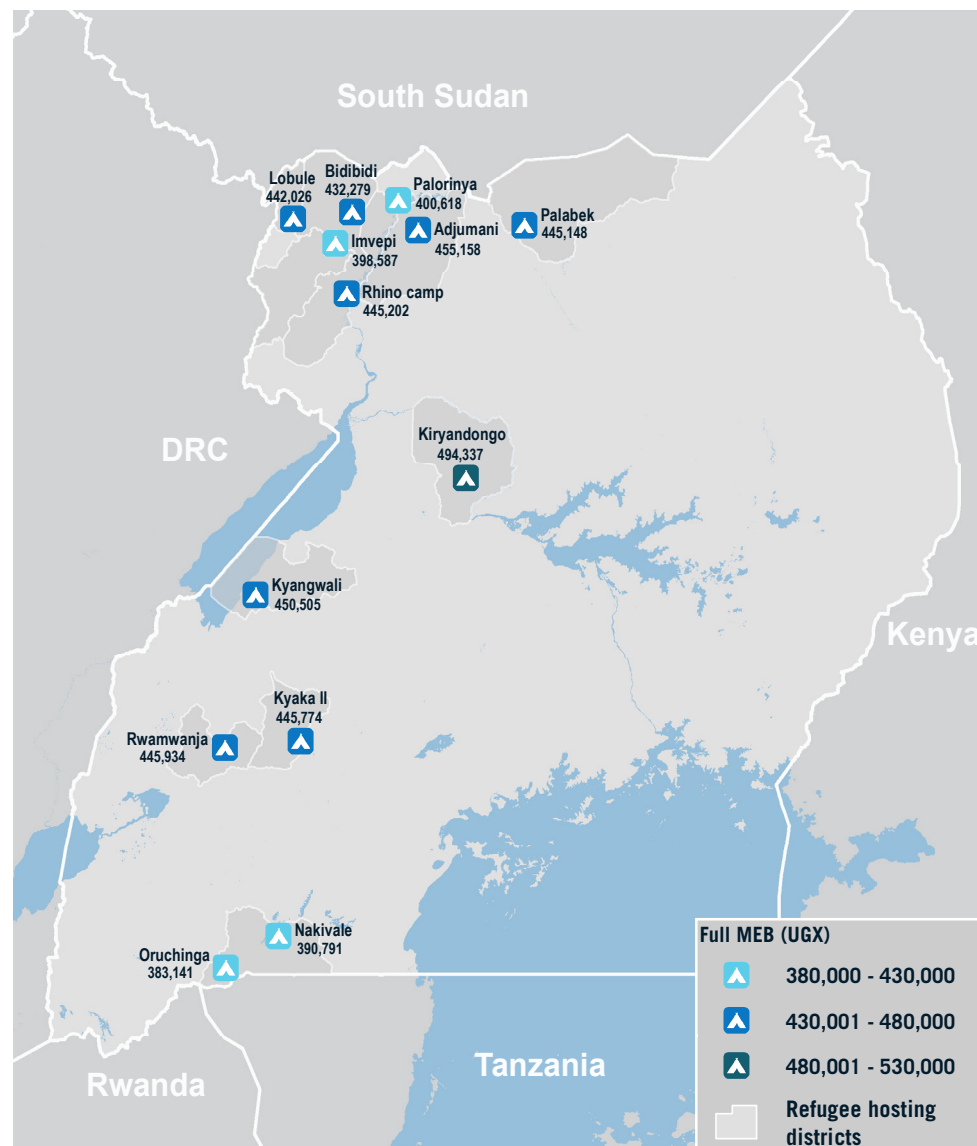 South Sudan
Lobule
442,026
Bidibidi
432,279
Palorinya
400,618
Adjumani
455,158
Palabek
445,148
Imvepi
398,587
Rhino camp
445,202
DRC
Kiryandongo
494,337
Kyangwali
450,505
Kenya
Kyaka II
445,774
Rwamwanja
445,934
Nakivale
390,791
Oruchinga
383,141
Rwanda
Tanzania
Full MEB (UGX)
380,000 - 430,000
430,001 - 480,000
480,001 - 530,000
Refugee hosting
districts